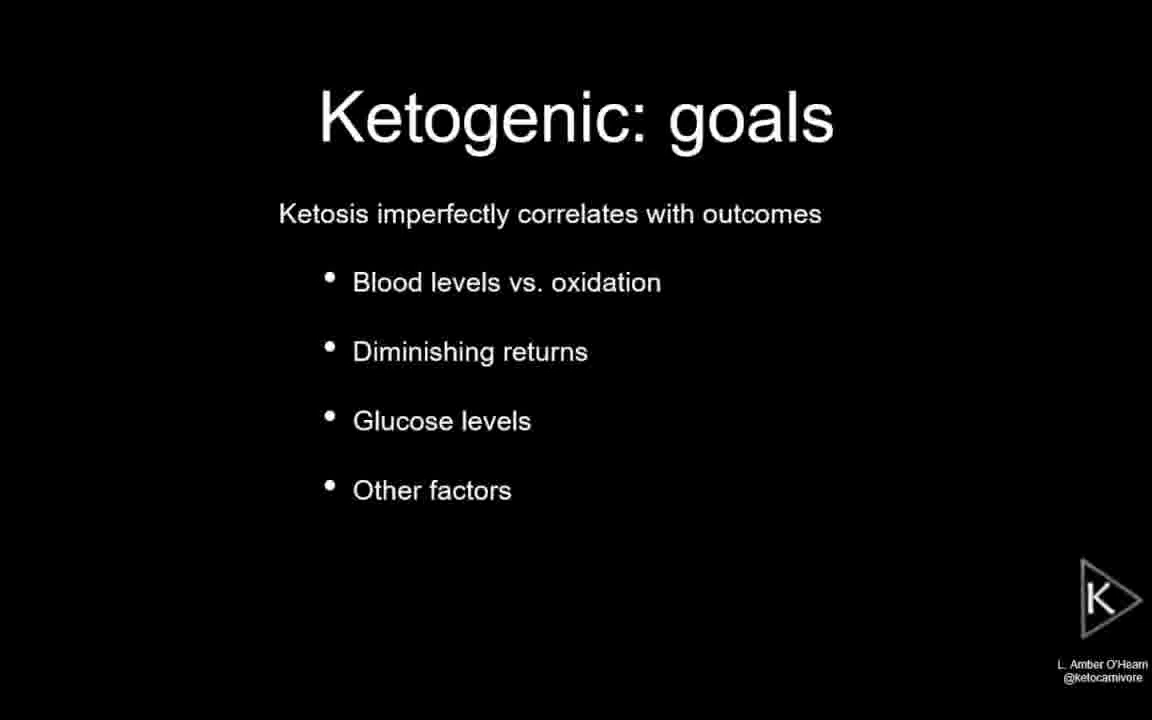 Ketogenic: goals
Ketosis imperfectly correlates with outcomes
• Blood levels vs. oxidation
• Diminishing returns
• Glucose levels
• Other factors
K
L. Amber O'Hearn
@ketocarnivore